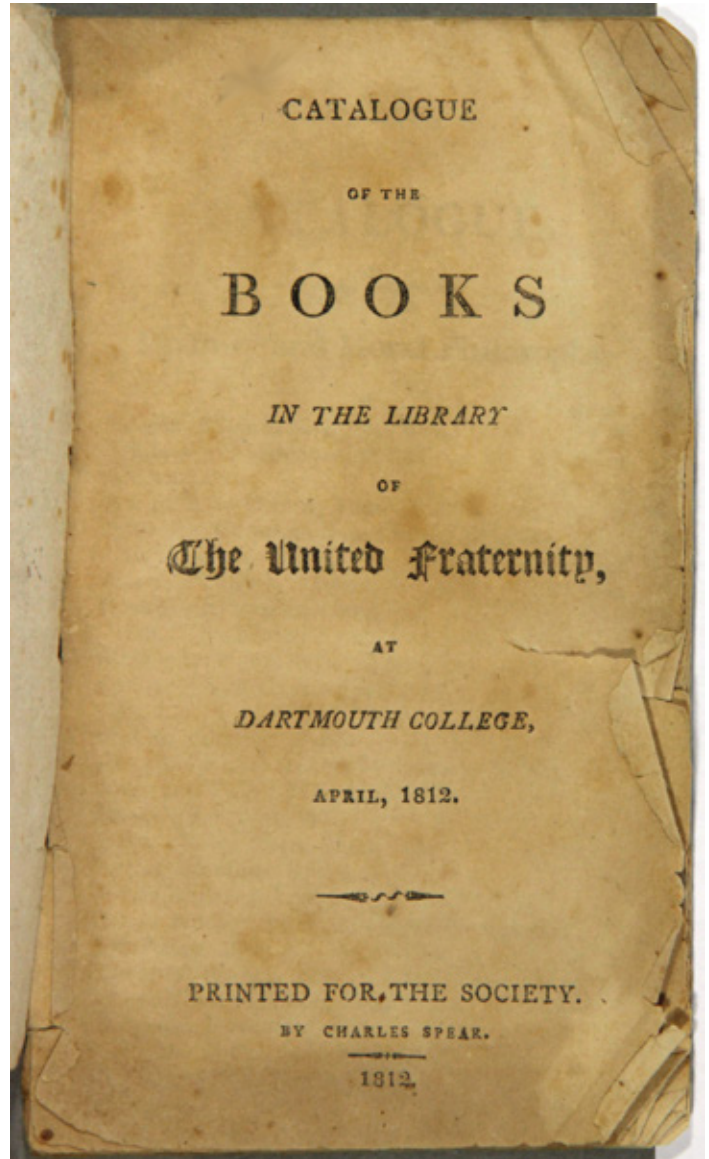 CATALOGUE
OF THE
BOOKS
IN THE LIBRARY
OF
The United Fraternity,
AT
DARTMOUTH COLLEGE,
APRIL, 1812.
PRINTED FOR THE SOCIETY.
BY CHARLES SPEAR.
1812.